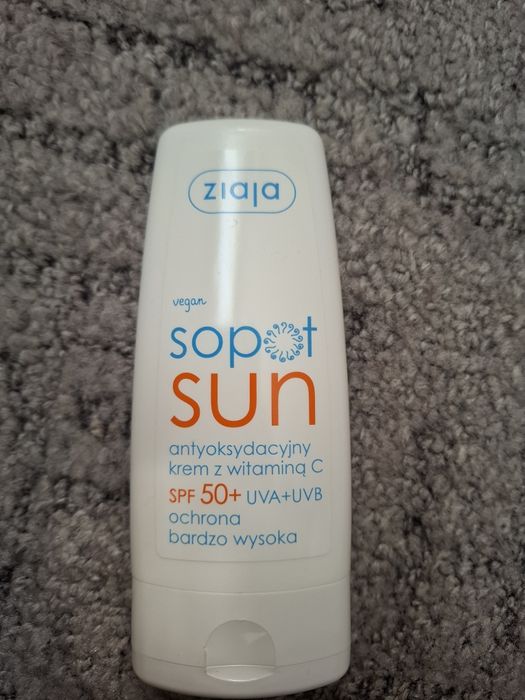 ziaja
vegan
sopot
sun
antyoksydacyjny
krem z witaminą C
SPF 50+ UVA+UVB
ochrona
bardzo wysoka